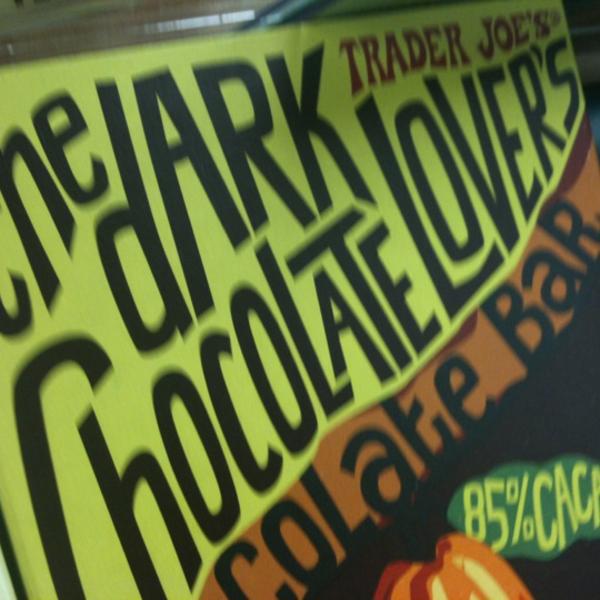 TRADER JOE'S
the dARK
ChocoLATE LOVER'S
coLate BaR
85% CACA